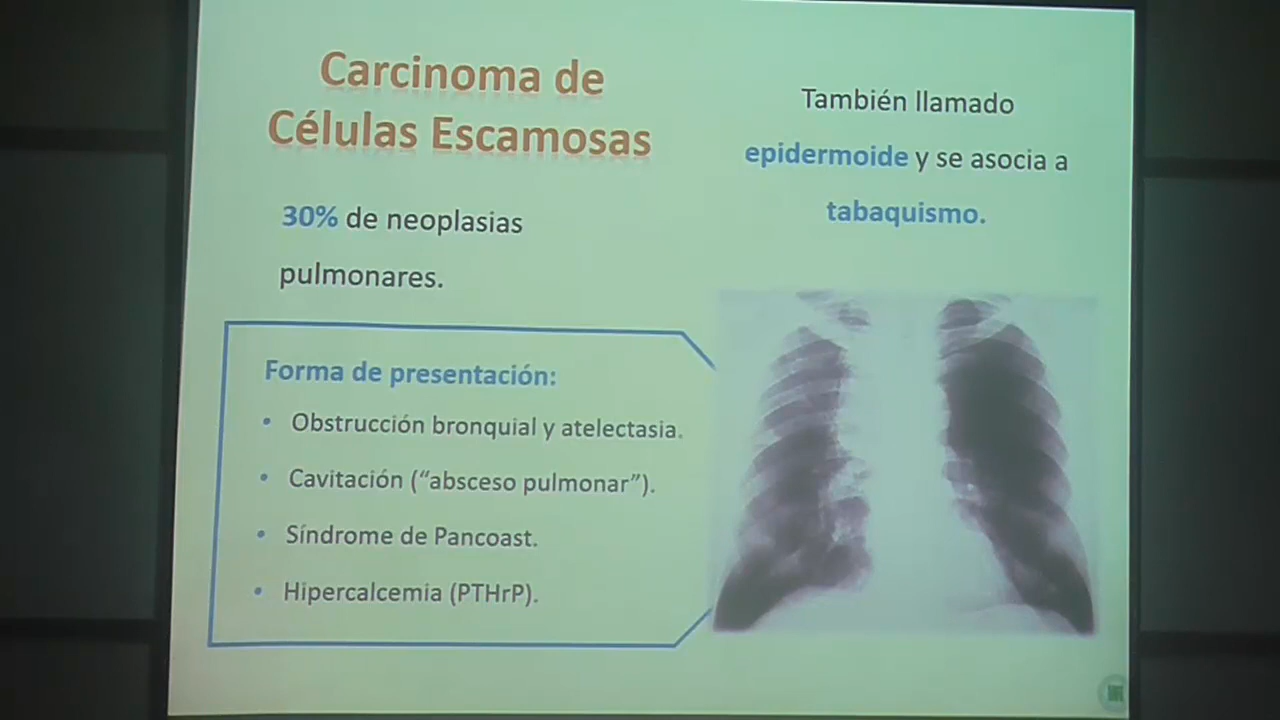 Carcinoma de
Células Escamosas
30% de neoplasias
pulmonares.
También llamado
epidermoide y se asocia a
tabaquismo.
Forma de presentación:
• Obstrucción bronquial y atelectasia.
• Cavitación (“absceso pulmonar”).
• Síndrome de Pancoast.
• Hipercalcemia (PTHrP).